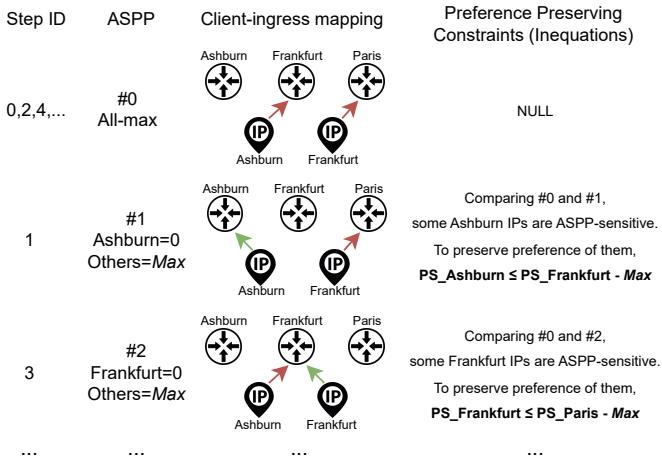 Step ID ASPP Client-ingress mapping Preference Preserving
Constraints (Inequations)
Ashburn Frankfurt Paris
0,2,4,... #0
All-max
IP IP
Ashburn Frankfurt
NULL
Ashburn Frankfurt Paris
1
#1
Ashburn=0
Others=Max
IP IP
Ashburn Frankfurt
Comparing #0 and #1,
some Ashburn IPs are ASPP-sensitive.
To preserve preference of them,
PS_Ashburn ≤ PS_Frankfurt - Max
Ashburn Frankfurt Paris
3
#2
Frankfurt=0
Others=Max
IP IP
Ashburn Frankfurt
Comparing #0 and #2,
some Frankfurt IPs are ASPP-sensitive.
To preserve preference of them,
PS_Frankfurt ≤ PS_Paris - Max
... ... ... ...